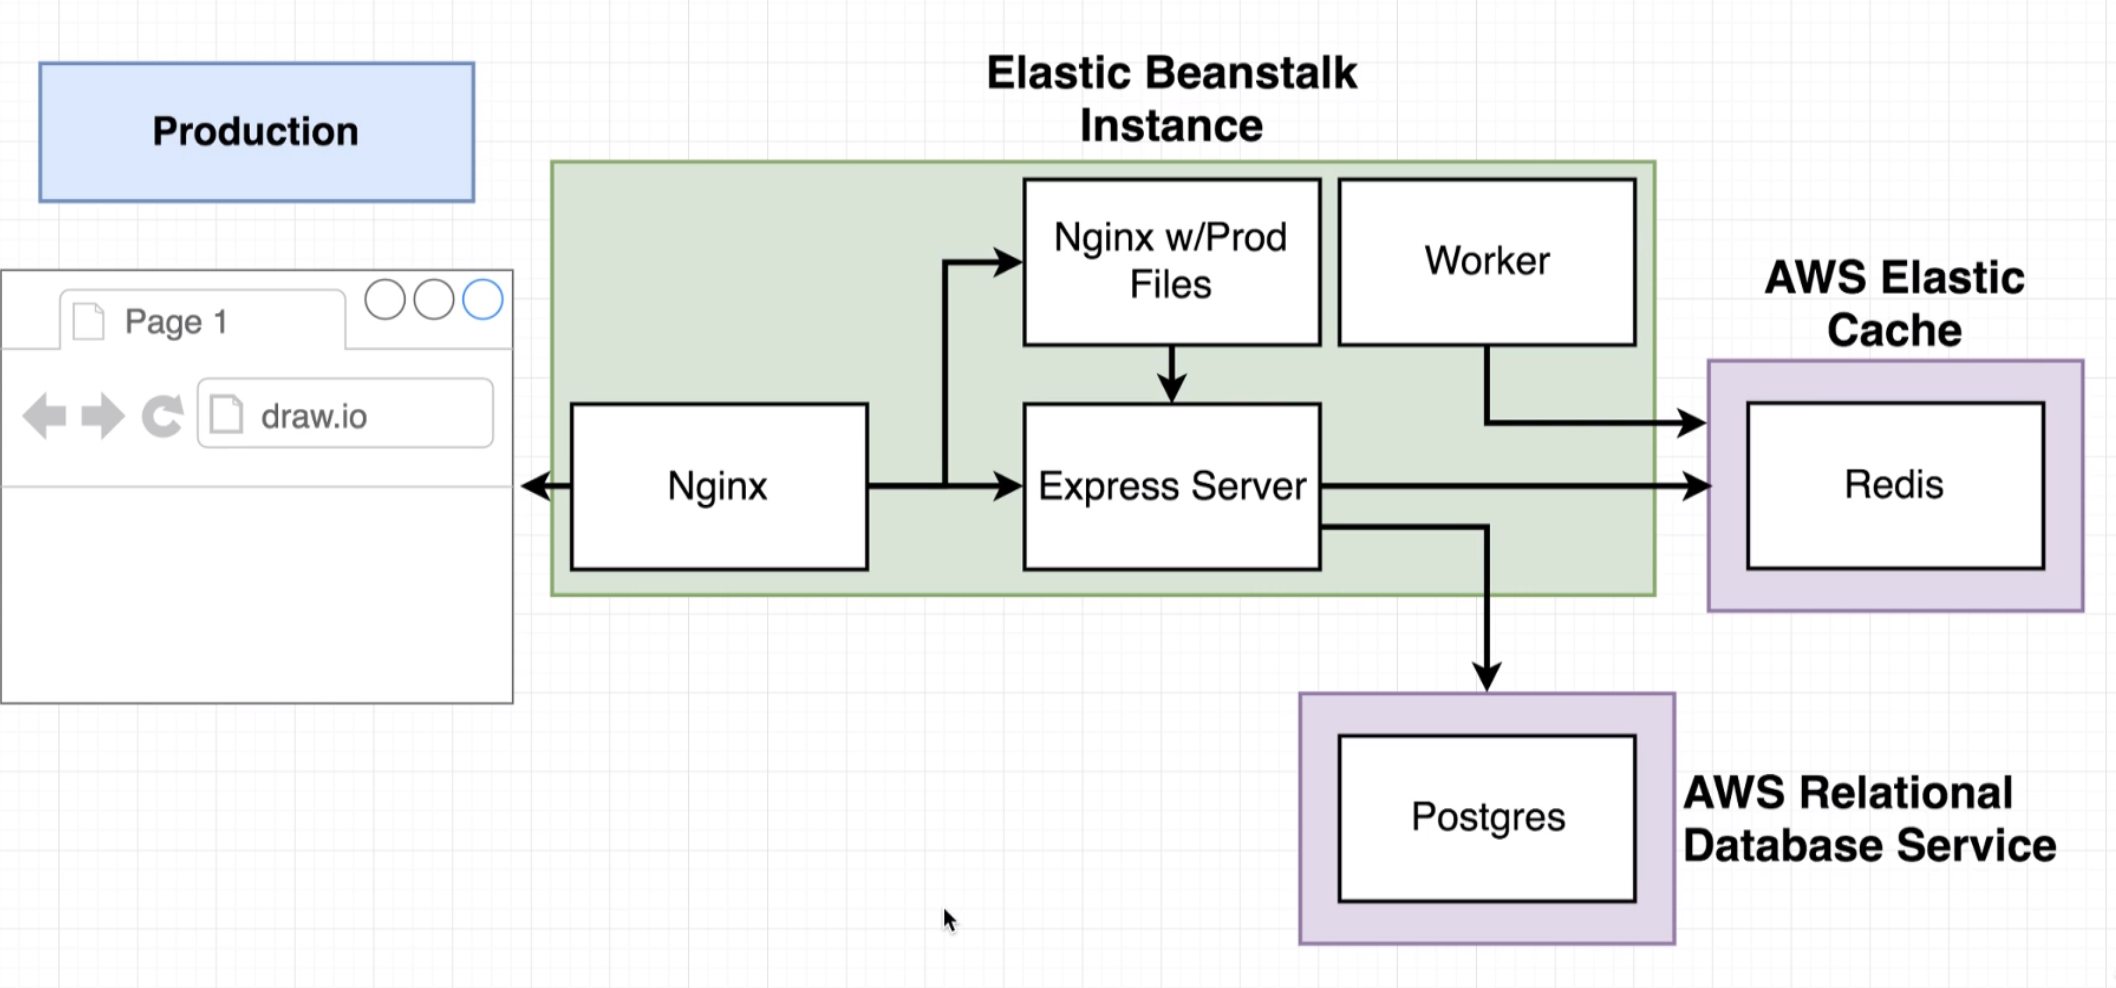 Production
Elastic Beanstalk
Instance
Nginx w/Prod
Files
Worker
AWS Elastic
Cache
Page 1
draw.io
Nginx
Express Server
Redis
Postgres
AWS Relational
Database Service